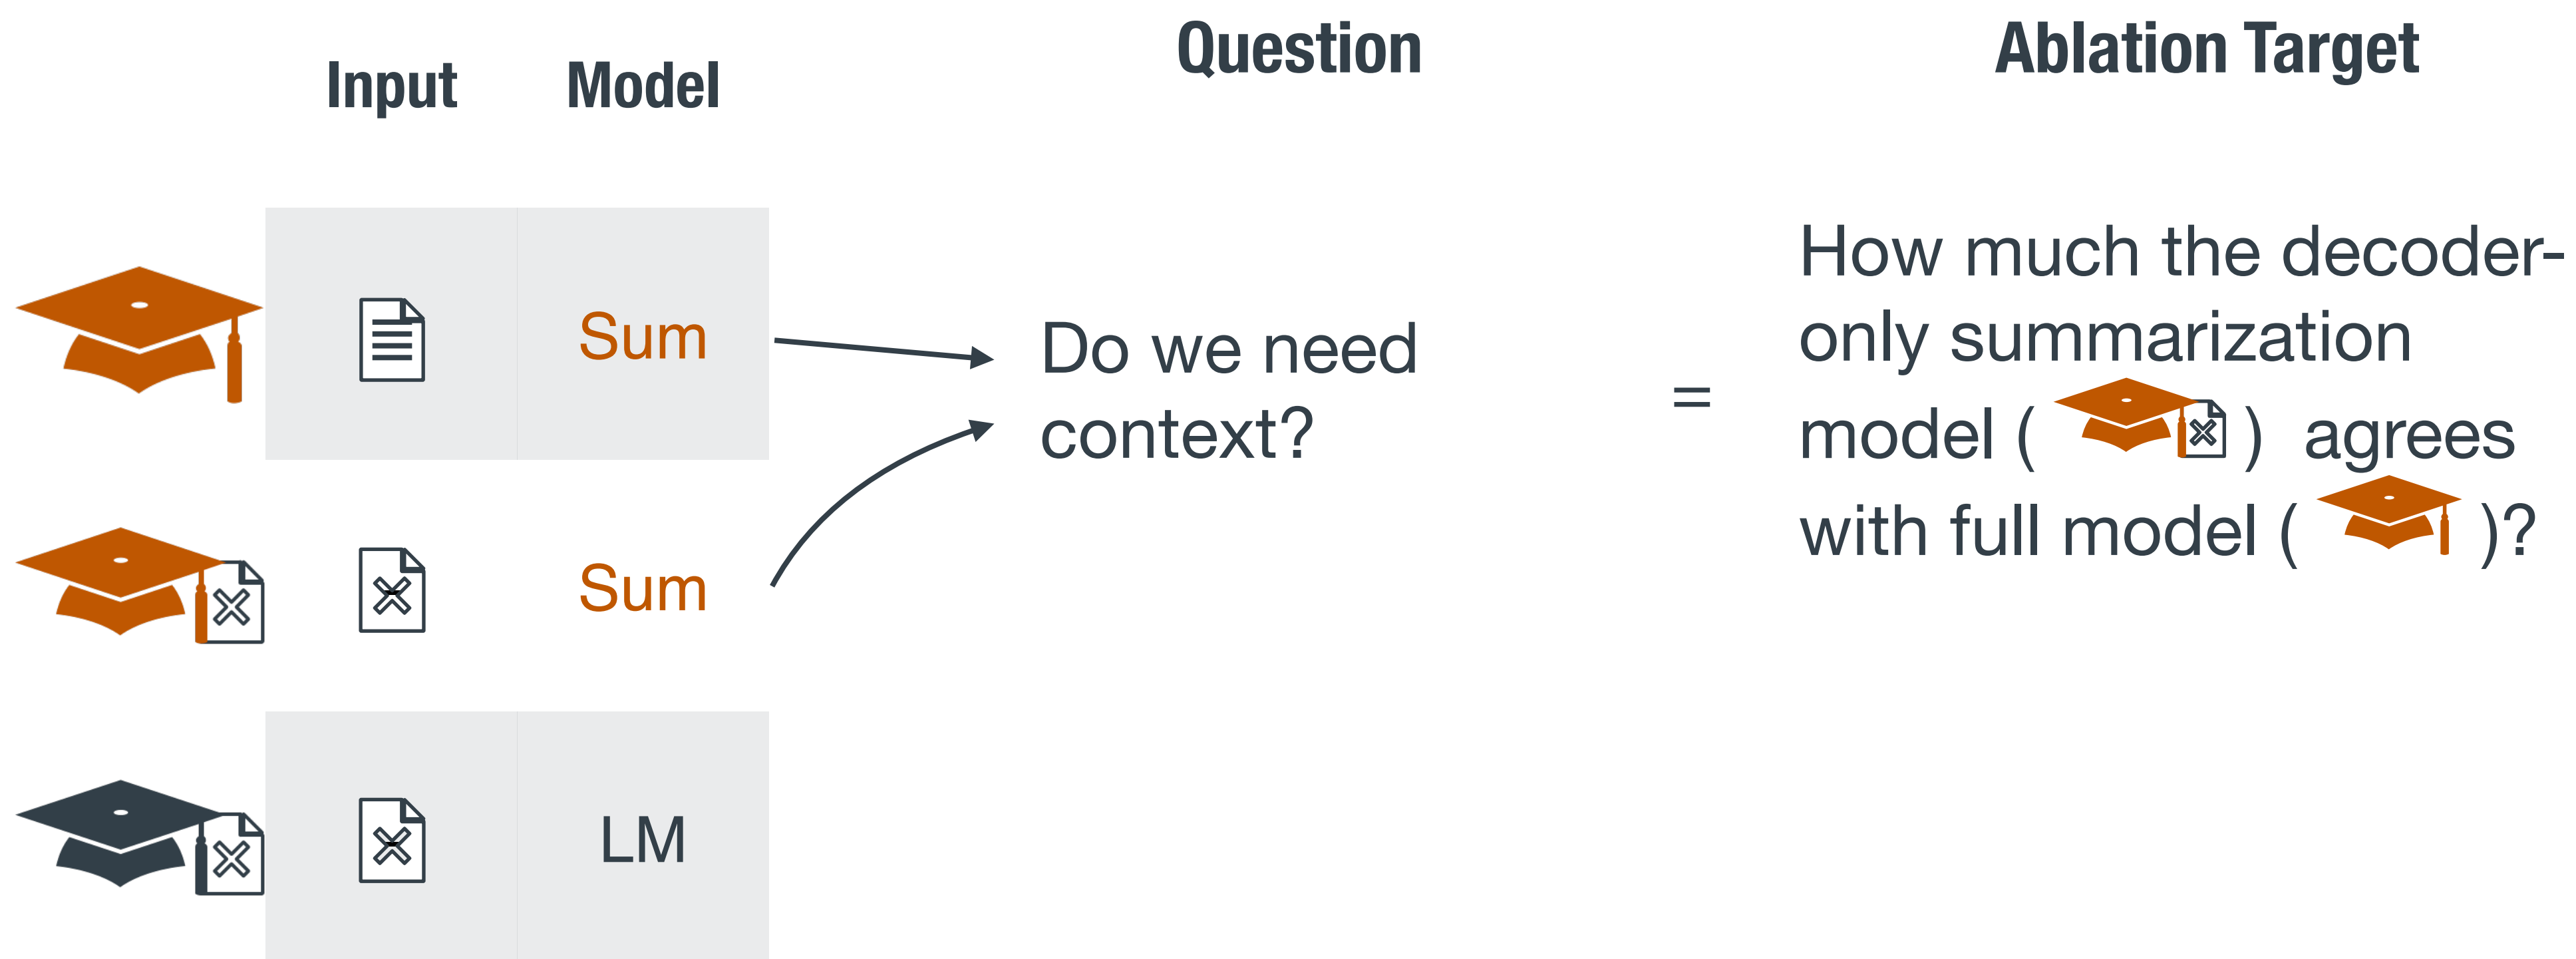 Input
Model
Question
Ablation Target
Sum
Sum
LM
Do we need
context?
=
How much the decoder-
only summarization
model ( ) agrees
with full model ( )?